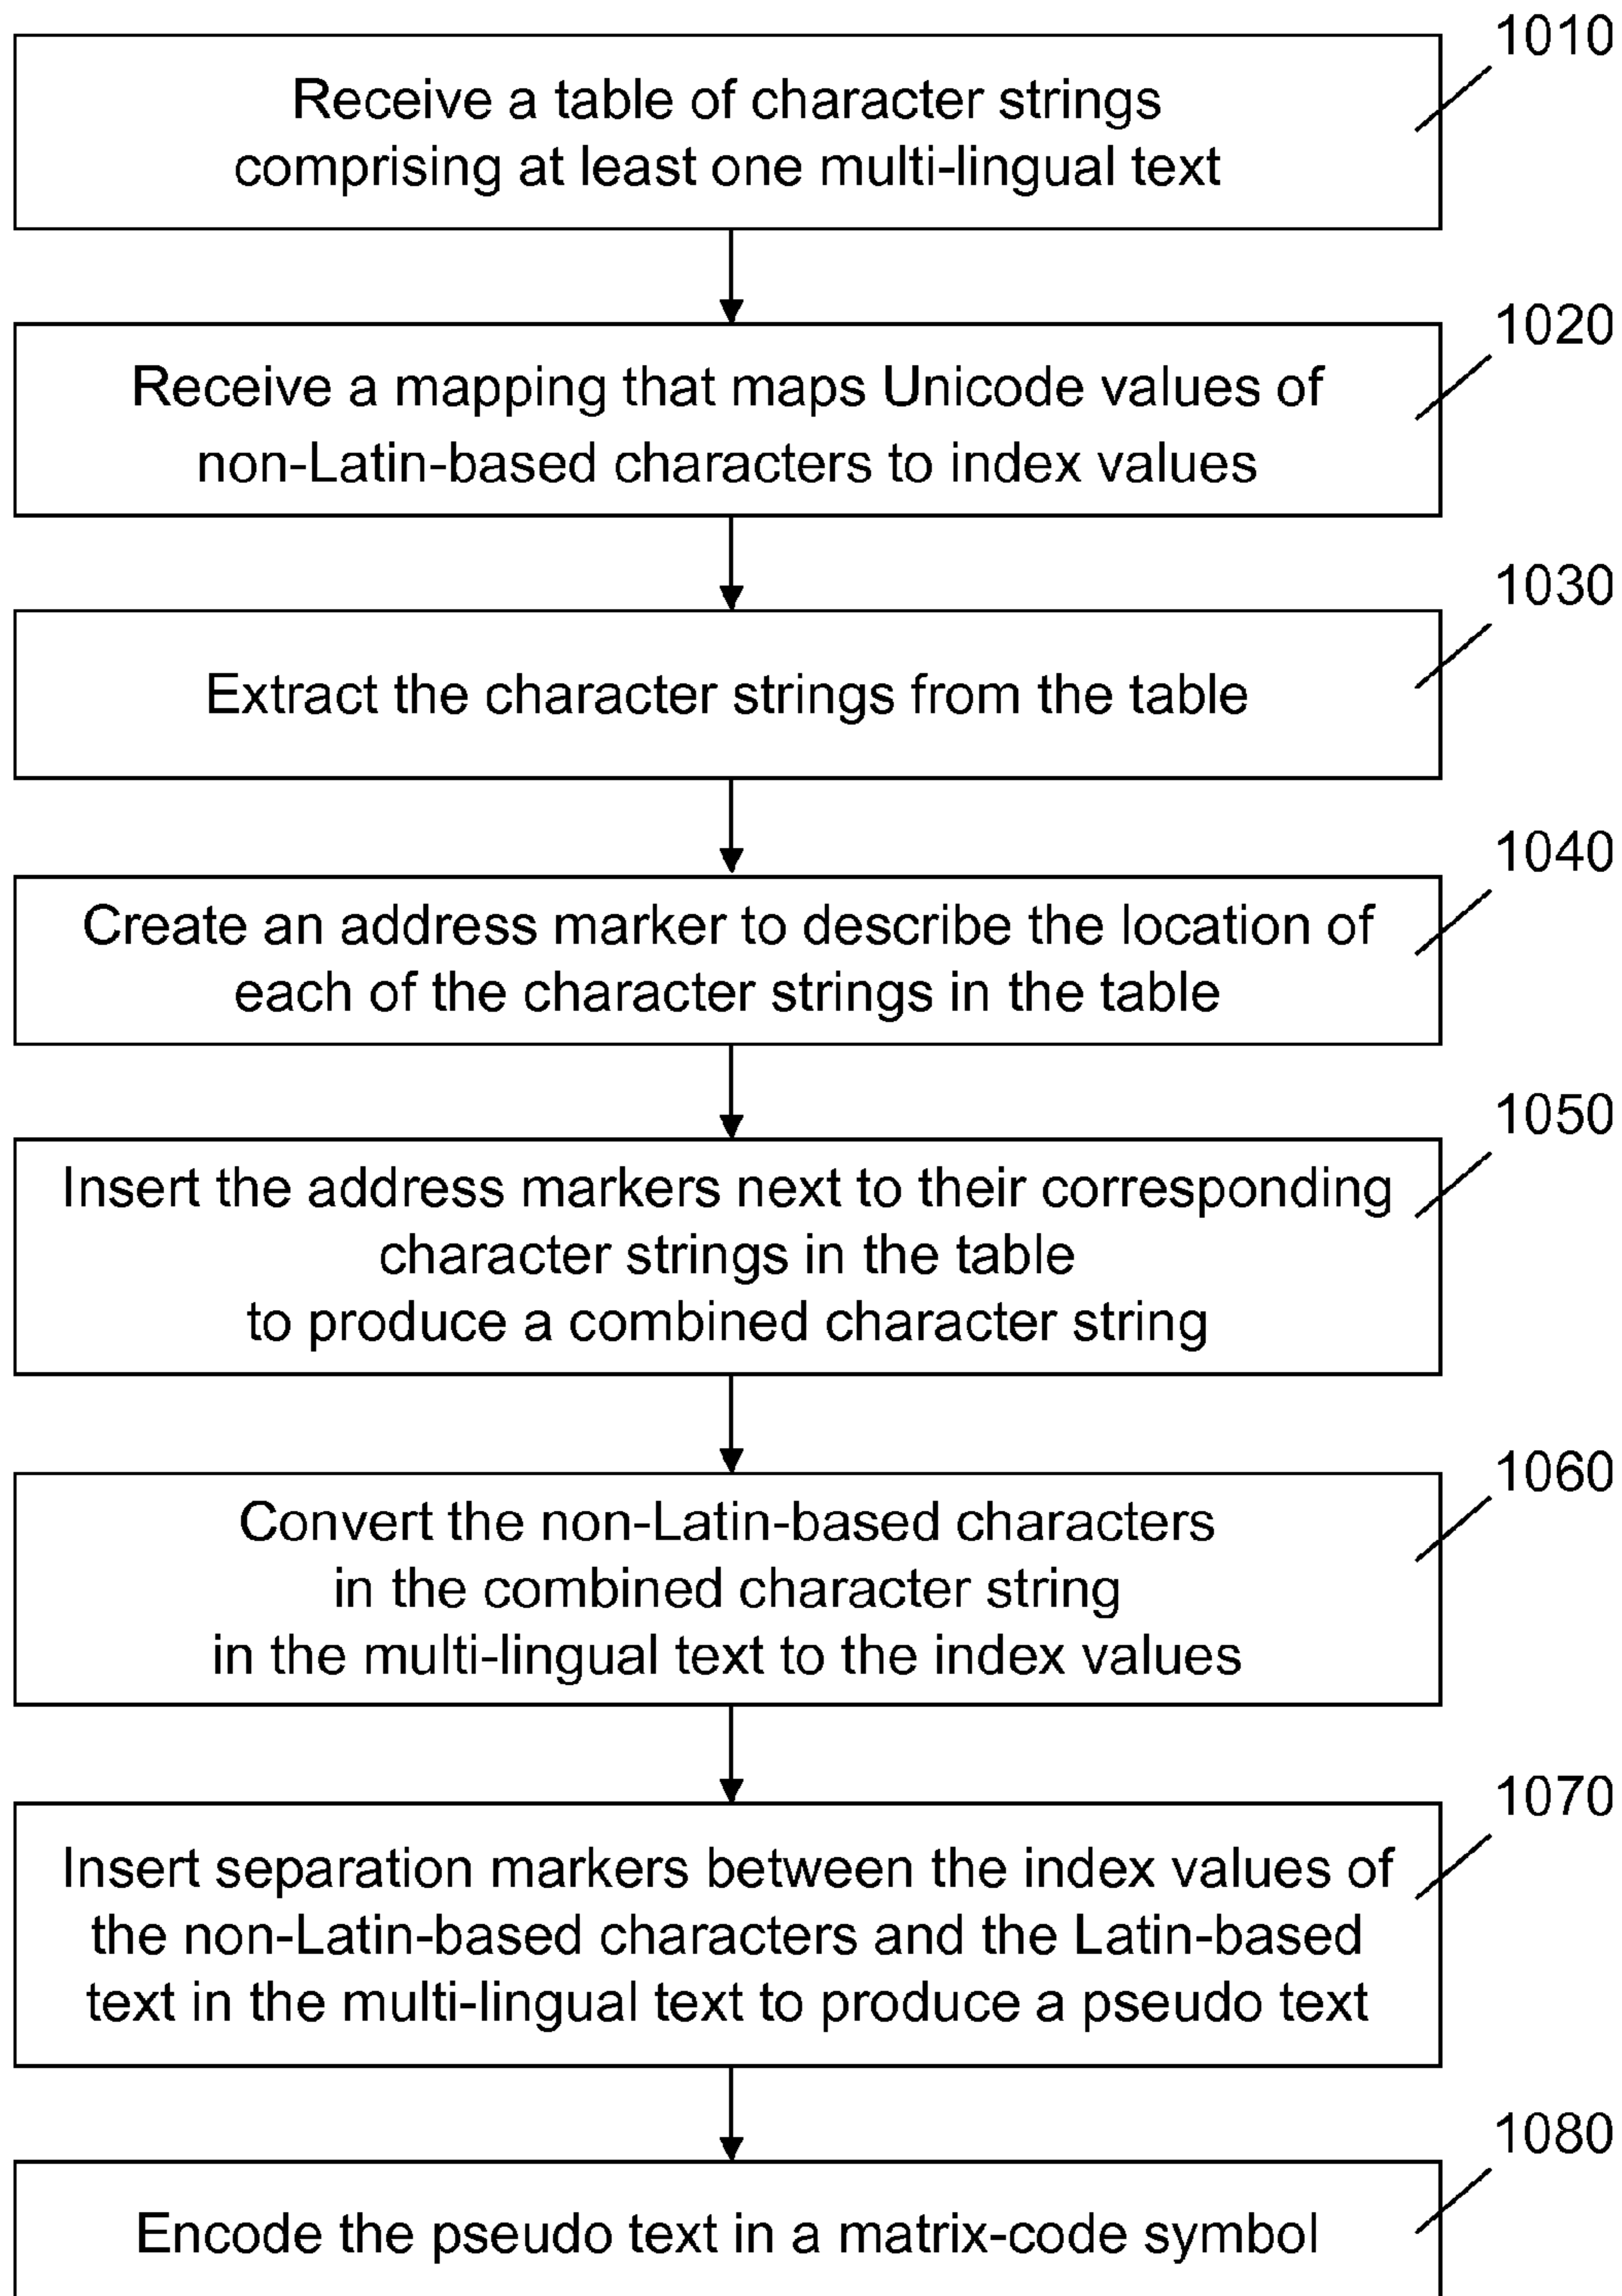 1010
Receive a table of character strings
comprising at least one multi-lingual text
1020
Receive a mapping that maps Unicode values of
non-Latin-based characters to index values
1030
Extract the character strings from the table
1040
Create an address marker to describe the location of
each of the character strings in the table
1050
Insert the address markers next to their corresponding
character strings in the table
to produce a combined character string
1060
Convert the non-Latin-based characters
in the combined character string
in the multi-lingual text to the index values
1070
Insert separation markers between the index values of
the non-Latin-based characters and the Latin-based
text in the multi-lingual text to produce a pseudo text
1080
Encode the pseudo text in a matrix-code symbol